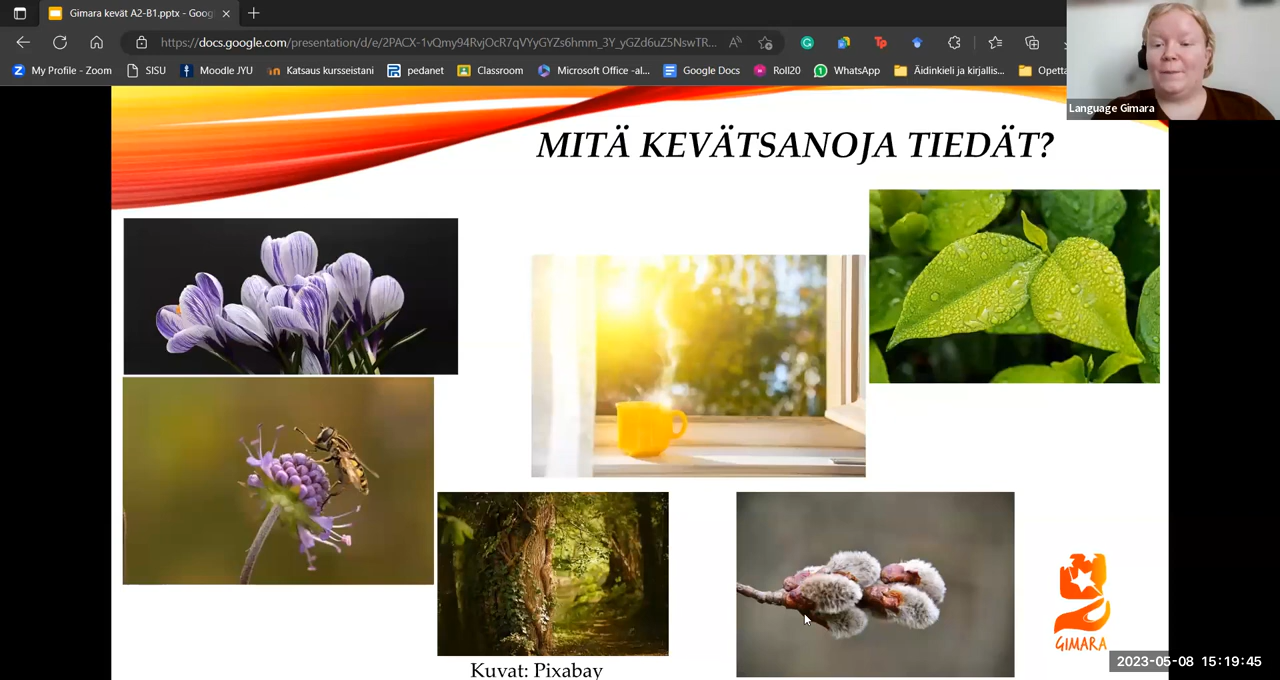 Gimara kevät A2-B1.pptx - Goog
https://docs.google.com/presentation/d/e/2PACX-1vQmy94RvjOcR7qVYyGYZs6hmm_3Y_yGZd6uZ5NswTR...
My Profile - Zoom SISU Moodle JYU Katsaus kursseistani pedanet Classroom Microsoft Office -al... Google Docs Roll20 WhatsApp Äidinkieli ja kirjallis... Opetta
Language Gimara
MITÄ KEVÄTSANOJA TIEDÄT?
GIMARA
Kuvat: Pixabay
2023-05-08 15:19:45